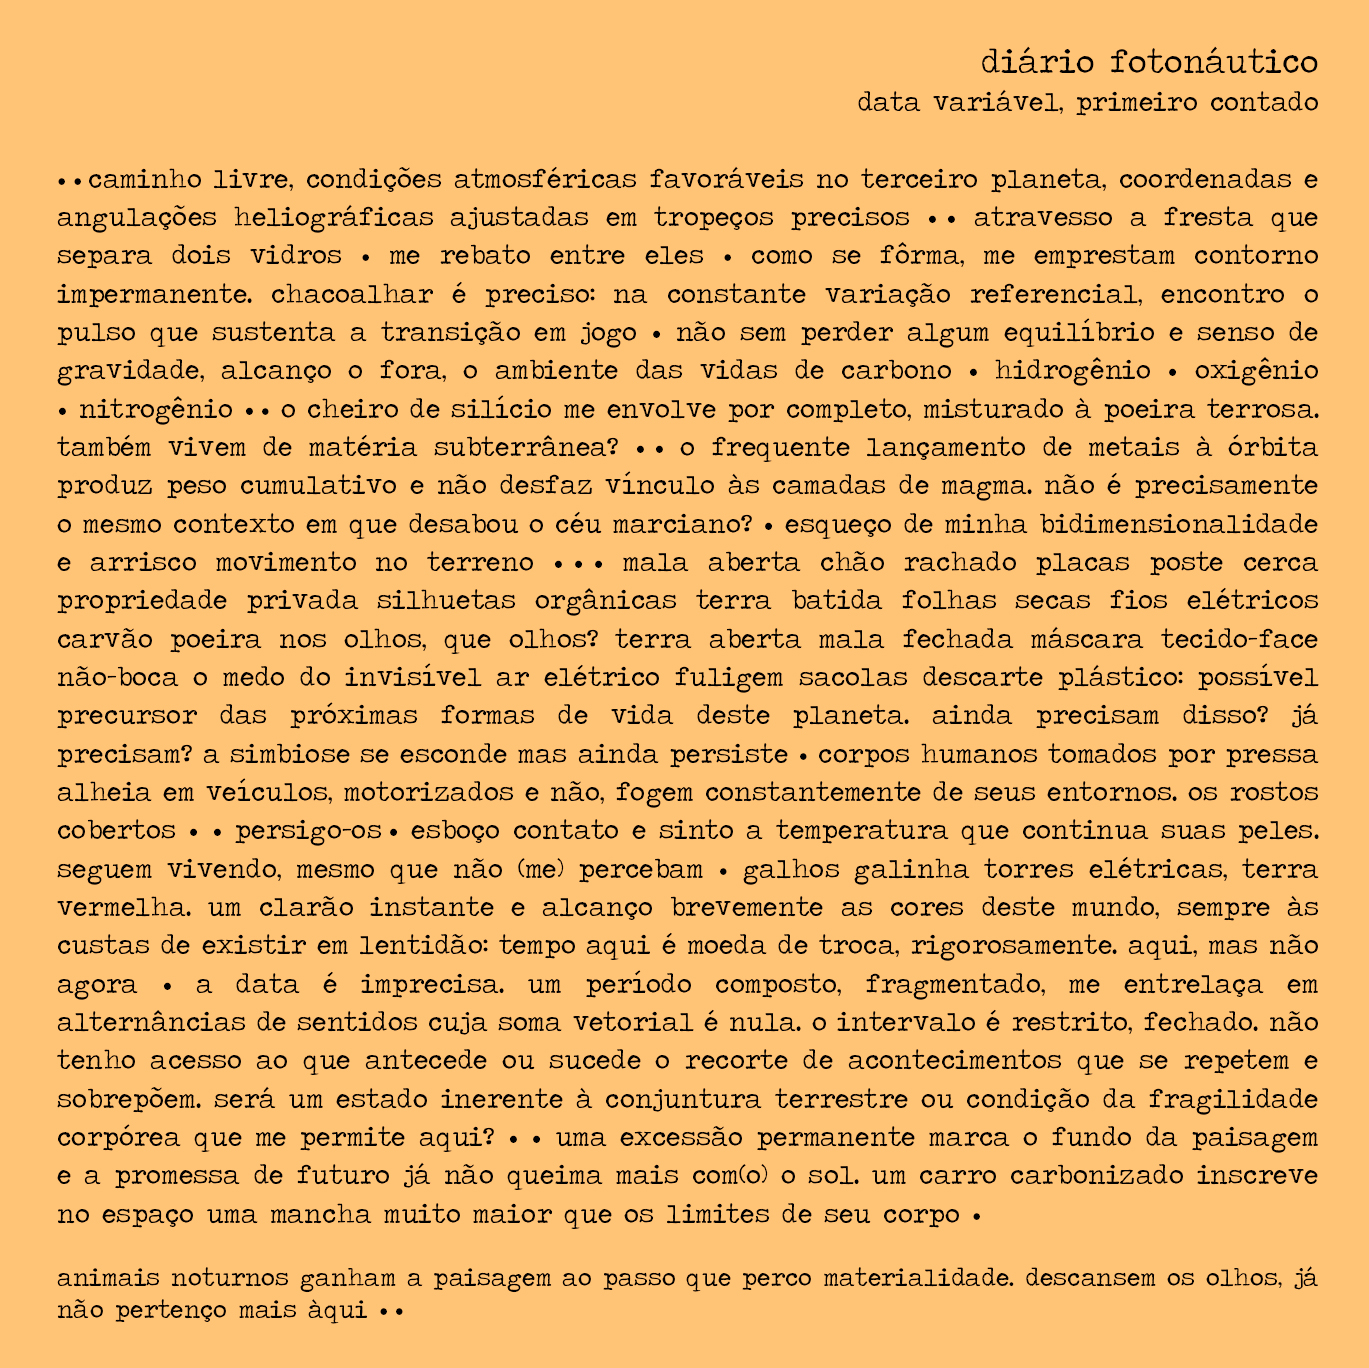 diário fotonáutico
data variável, primeiro contado
• • caminho livre, condições atmosféricas favoráveis no terceiro planeta, coordenadas e
angulações heliográficas ajustadas em tropeços precisos • • atravesso a fresta que
separa dois vidros • me rebato entre eles • como se fôrma, me emprestam contorno
impermanente. chacoalhar é preciso: na constante variação referencial, encontro o
pulso que sustenta a transição em jogo • não sem perder algum equilíbrio e senso de
gravidade, alcanço o fora, o ambiente das vidas de carbono • hidrogênio • oxigênio
• nitrogênio • • o cheiro de silício me envolve por completo, misturado à poeira terrosa.
também vivem de matéria subterrânea? • • o frequente lançamento de metais à órbita
produz peso cumulativo e não desfaz vínculo às camadas de magma. não é precisamente
o mesmo contexto em que desabou o céu marciano? • esqueço de minha bidimensionalidade
e arrisco movimento no terreno • • • mala aberta chão rachado placas poste cerca
propriedade privada silhuetas orgânicas terra batida folhas secas fios elétricos
carvão poeira nos olhos, que olhos? terra aberta mala fechada máscara tecido-face
não-boca o medo do invisível ar elétrico fuligem sacolas descarte plástico: possível
precursor das próximas formas de vida deste planeta. ainda precisam disso? já
precisam? a simbiose se esconde mas ainda persiste • corpos humanos tomados por pressa
alheia em veículos, motorizados e não, fogem constantemente de seus entornos. os rostos
cobertos • • persigo-os • esboço contato e sinto a temperatura que continua suas peles.
seguem vivendo, mesmo que não (me) percebam • galhos galinha torres elétricas, terra
vermelha. um clarão instante e alcanço brevemente as cores deste mundo, sempre às
custas de existir em lentidão: tempo aqui é moeda de troca, rigorosamente. aqui, mas não
agora • a data é imprecisa. um período composto, fragmentado, me entrelaça em
alternâncias de sentidos cuja soma vetorial é nula. o intervalo é restrito, fechado. não
tenho acesso ao que antecede ou sucede o recorte de acontecimentos que se repetem e
sobrepõem. será um estado inerente à conjuntura terrestre ou condição da fragilidade
corpórea que me permite aqui? • • uma excessão permanente marca o fundo da paisagem
e a promessa de futuro já não queima mais com(o) o sol. um carro carbonizado inscreve
no espaço uma mancha muito maior que os limites de seu corpo •
animais noturnos ganham a paisagem ao passo que perco materialidade. descansem os olhos, já
não pertenço mais àqui • •